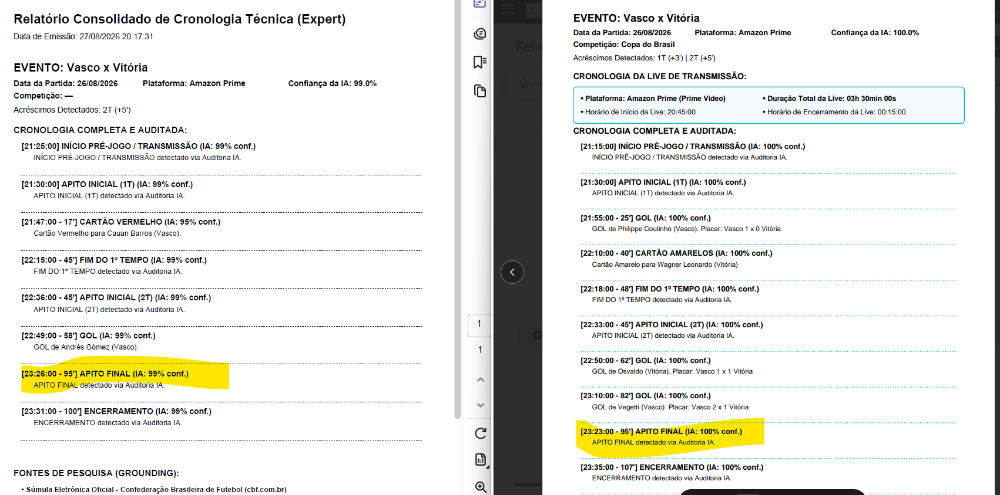 Relatório Consolidado de Cronologia Técnica (Expert)
Data de Emissão: 27/08/2026 20:17:31
EVENTO: Vasco x Vitória
Data da Partida: 26/08/2026 Plataforma: Amazon Prime Confiança da IA: 99.0%
Competição: —
Acréscimos Detectados: 2T (+5')
CRONOLOGIA COMPLETA E AUDITADA:
[21:25:00] INÍCIO PRÉ-JOGO / TRANSMISSÃO (IA: 99% conf.)
INÍCIO PRÉ-JOGO / TRANSMISSÃO detectado via Auditoria IA.
[21:30:00] APITO INICIAL (1T) (IA: 99% conf.)
APITO INICIAL (1T) detectado via Auditoria IA.
[21:47:00 - 17'] CARTÃO VERMELHO (IA: 95% conf.)
Cartão Vermelho para Cauan Barros (Vasco).
[22:15:00 - 45'] FIM DO 1º TEMPO (IA: 99% conf.)
FIM DO 1º TEMPO detectado via Auditoria IA.
[22:36:00 - 45'] APITO INICIAL (2T) (IA: 99% conf.)
APITO INICIAL (2T) detectado via Auditoria IA.
[22:49:00 - 58'] GOL (IA: 99% conf.)
GOL de Andrés Gómez (Vasco).
[23:26:00 - 95'] APITO FINAL (IA: 99% conf.)
APITO FINAL detectado via Auditoria IA.
[23:31:00 - 100'] ENCERRAMENTO (IA: 99% conf.)
ENCERRAMENTO detectado via Auditoria IA.
FONTES DE PESQUISA (GROUNDING):
• Súmula Eletrônica Oficial - Confederação Brasileira de Futebol (cbf.com.br)
1
1
1:1
Rela
Ab
EVENTO: Vasco x Vitória
Data da Partida: 26/08/2026 Plataforma: Amazon Prime Confiança da IA: 100.0%
Competição: Copa do Brasil
Acréscimos Detectados: 1T (+3') | 2T (+5')
CRONOLOGIA DA LIVE DE TRANSMISSÃO:
• Plataforma: Amazon Prime (Prime Video) • Duração Total da Live: 03h 30min 00s
• Horário de Início da Live: 20:45:00 • Horário de Encerramento da Live: 00:15:00
CRONOLOGIA COMPLETA E AUDITADA:
[21:15:00] INÍCIO PRÉ-JOGO / TRANSMISSÃO (IA: 100% conf.)
INÍCIO PRÉ-JOGO / TRANSMISSÃO detectado via Auditoria IA.
[21:30:00] APITO INICIAL (1T) (IA: 100% conf.)
APITO INICIAL (1T) detectado via Auditoria IA.
[21:55:00 - 25'] GOL (IA: 100% conf.)
GOL de Philippe Coutinho (Vasco). Placar: Vasco 1 x 0 Vitória
[22:10:00 - 40'] CARTÃO AMARELOS (IA: 100% conf.)
Cartão Amarelo para Wagner Leonardo (Vitória)
[22:18:00 - 48'] FIM DO 1º TEMPO (IA: 100% conf.)
FIM DO 1º TEMPO detectado via Auditoria IA.
[22:33:00 - 45'] APITO INICIAL (2T) (IA: 100% conf.)
APITO INICIAL (2T) detectado via Auditoria IA.
[22:50:00 - 62'] GOL (IA: 100% conf.)
GOL de Osvaldo (Vitória). Placar: Vasco 1 x 1 Vitória
[23:10:00 - 82'] GOL (IA: 100% conf.)
GOL de Vegetti (Vasco). Placar: Vasco 2 x 1 Vitória
[23:23:00 - 95'] APITO FINAL (IA: 100% conf.)
APITO FINAL detectado via Auditoria IA.
[23:35:00 - 107'] ENCERRAMENTO (IA: 100% conf.)
ENCERRAMENTO detectado via Auditoria IA.